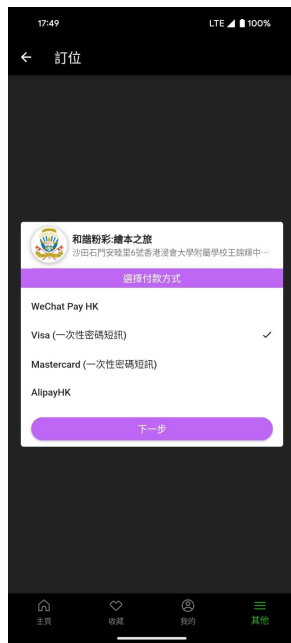 17:49
LTE 100%
訂位
和諧粉彩:繪本之旅
沙田石門安睦里6號香港浸會大學附屬學校王錦輝中…
選擇付款方式
WeChat Pay HK
Visa (一次性密碼短訊)
Mastercard (一次性密碼短訊)
AlipayHK
下一步
主頁
收藏
我的
其他